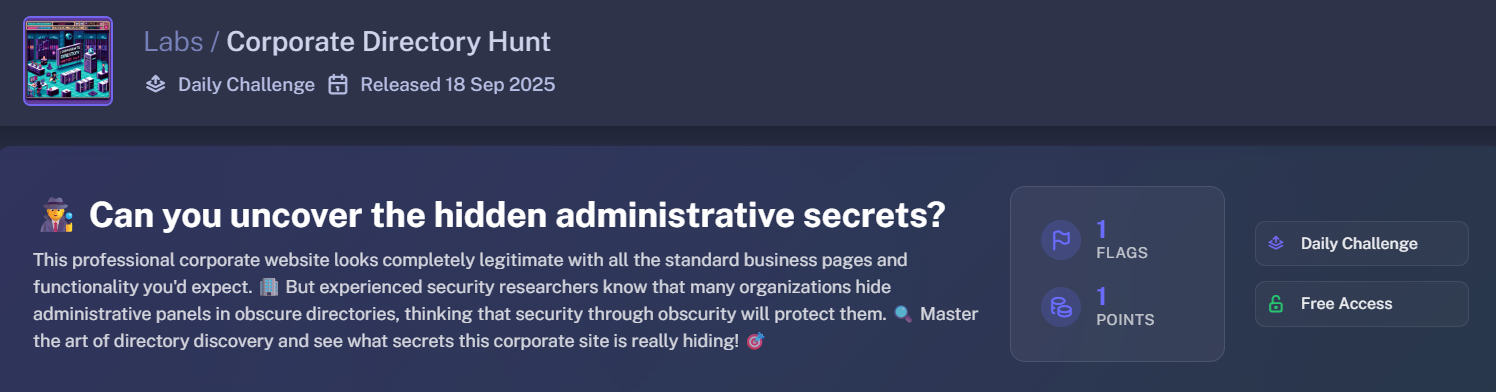 Labs / Corporate Directory Hunt
Daily Challenge Released 18 Sep 2025
Can you uncover the hidden administrative secrets?
This professional corporate website looks completely legitimate with all the standard business pages and
functionality you'd expect. 🏢 But experienced security researchers know that many organizations hide
administrative panels in obscure directories, thinking that security through obscurity will protect them. 🔍 Master
the art of directory discovery and see what secrets this corporate site is really hiding! 🎯
1
FLAGS
1
POINTS
Daily Challenge
Free Access